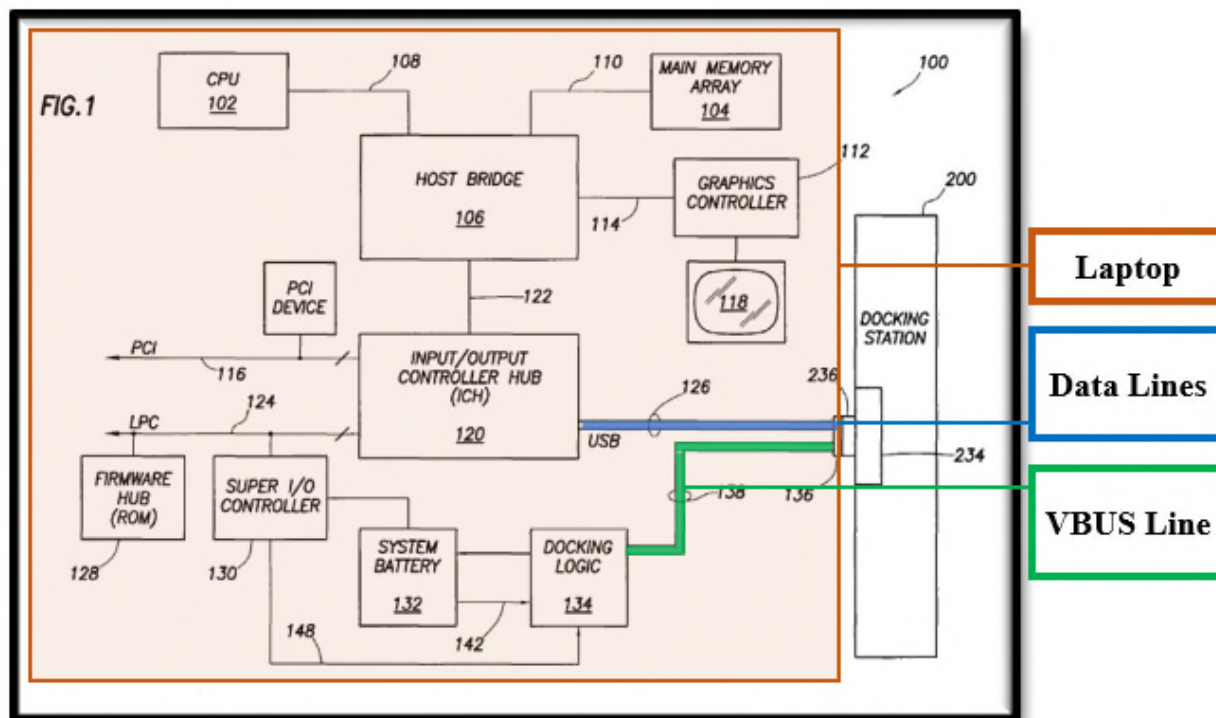 FIG.1
CPU
102
108
110
MAIN MEMORY
ARRAY
104
100
HOST BRIDGE
106
114
GRAPHICS
CONTROLLER
112
118
122
PCI
DEVICE
PCI
116
INPUT/OUTPUT
CONTROLLER HUB
(ICH)
120
LPC
124
FIRMWARE
HUB
(ROM)
128
SUPER I/O
CONTROLLER
130
SYSTEM
BATTERY
132
DOCKING
LOGIC
134
142
148
USB
126
138
136
236
234
200
DOCKING
STATION
Laptop
Data Lines
VBUS Line